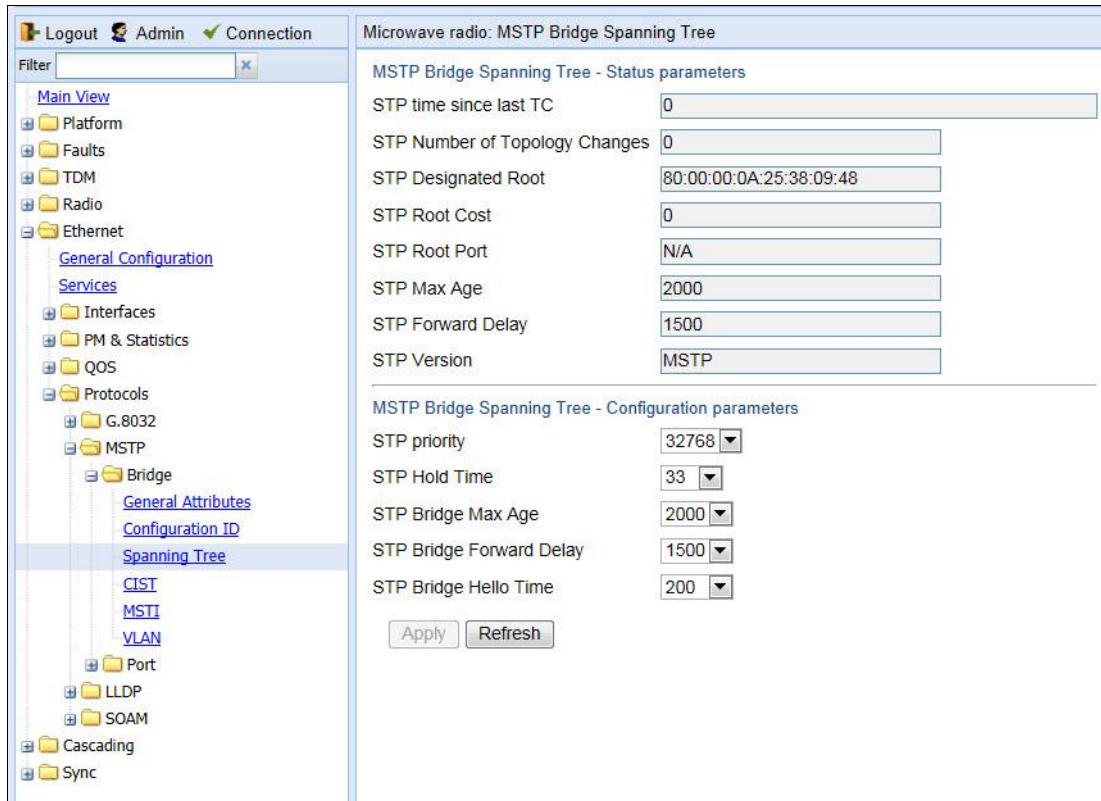 Logout Admin Connection
Filter
Main View
Platform
Faults
TDM
Radio
Ethernet
General Configuration
Services
Interfaces
PM & Statistics
QOS
Protocols
G.8032
MSTP
Bridge
General Attributes
Configuration ID
Spanning Tree
CIST
MSTI
VLAN
Port
LLDP
SOAM
Cascading
Sync
Microwave radio: MSTP Bridge Spanning Tree
MSTP Bridge Spanning Tree - Status parameters
STP time since last TC 0
STP Number of Topology Changes 0
STP Designated Root 80:00:00:0A:25:38:09:48
STP Root Cost 0
STP Root Port N/A
STP Max Age 2000
STP Forward Delay 1500
STP Version MSTP
MSTP Bridge Spanning Tree - Configuration parameters
STP priority 32768
STP Hold Time 33
STP Bridge Max Age 2000
STP Bridge Forward Delay 1500
STP Bridge Hello Time 200
Apply Refresh